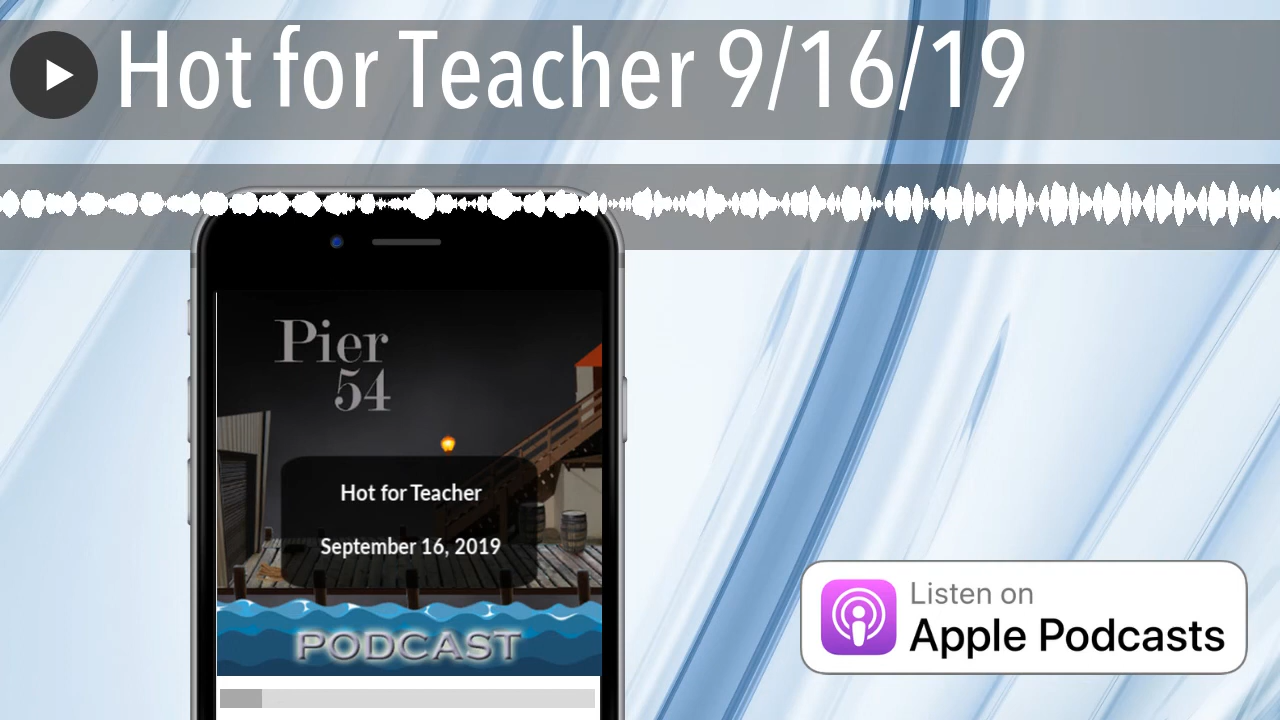 Hot for Teacher 9/16/19
Pier
54
Hot for Teacher
September 16, 2019
PODCAST
Listen on
Apple Podcasts